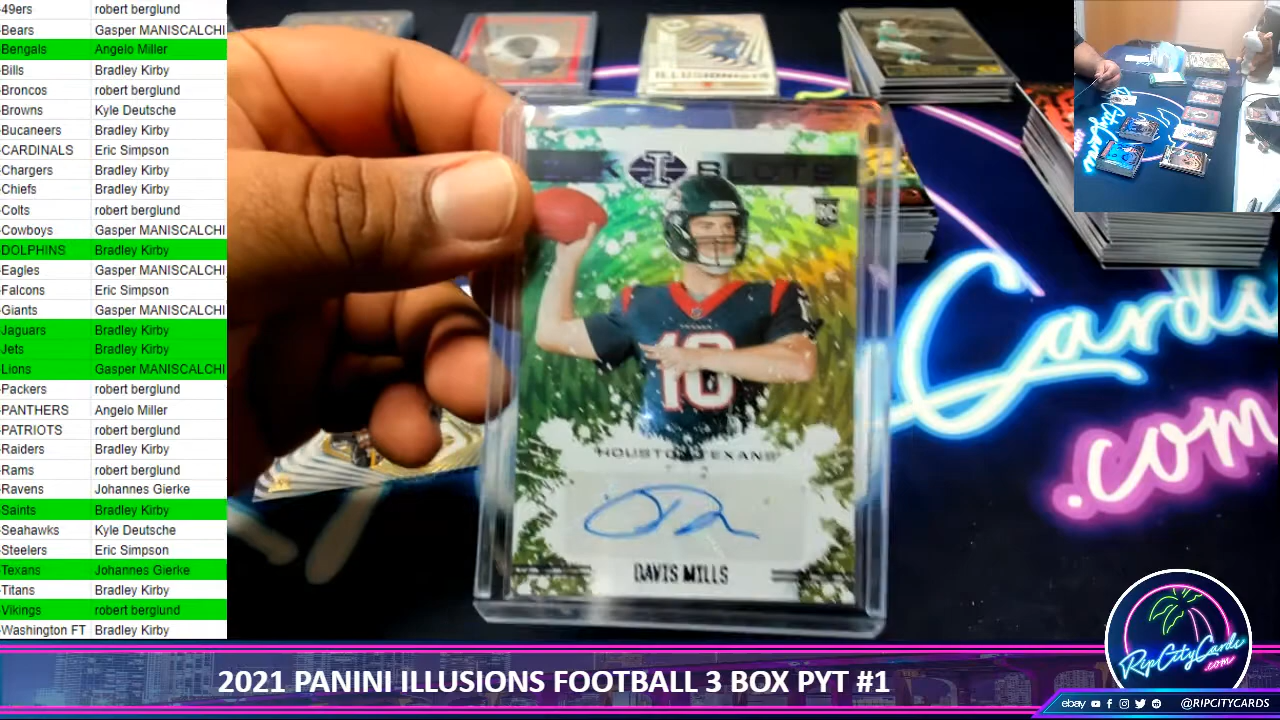 -49ers robert berglund
-Bears Gasper MANISCALCHI
-Bengals Angelo Miller
-Bills Bradley Kirby
-Broncos robert berglund
-Browns Kyle Deutsche
-Bucaneers Bradley Kirby
-CARDINALS Eric Simpson
-Chargers Bradley Kirby
-Chiefs Bradley Kirby
-Colts robert berglund
-Cowboys Gasper MANISCALCHI
-DOLPHINS Bradley Kirby
-Eagles Gasper MANISCALCHI
-Falcons Eric Simpson
-Giants Gasper MANISCALCHI
-Jaguars Bradley Kirby
-Jets Bradley Kirby
-Lions Gasper MANISCALCHI
-Packers robert berglund
-PANTHERS Angelo Miller
-PATRIOTS robert berglund
-Raiders Bradley Kirby
-Rams robert berglund
-Ravens Johannes Gierke
-Saints Bradley Kirby
-Seahawks Kyle Deutsche
-Steelers Eric Simpson
-Texans Johannes Gierke
-Titans Bradley Kirby
-Vikings robert berglund
-Washington FT Bradley Kirby
ILLUSIONISTS
I BLOTS
RC
TEXANS
10
HOUSTON TEXANS
DAVIS MILLS
Cards
.com
RipCityCards
.com
2021 PANINI ILLUSIONS FOOTBALL 3 BOX PYT #1
ebay @RIPCITYCARDS